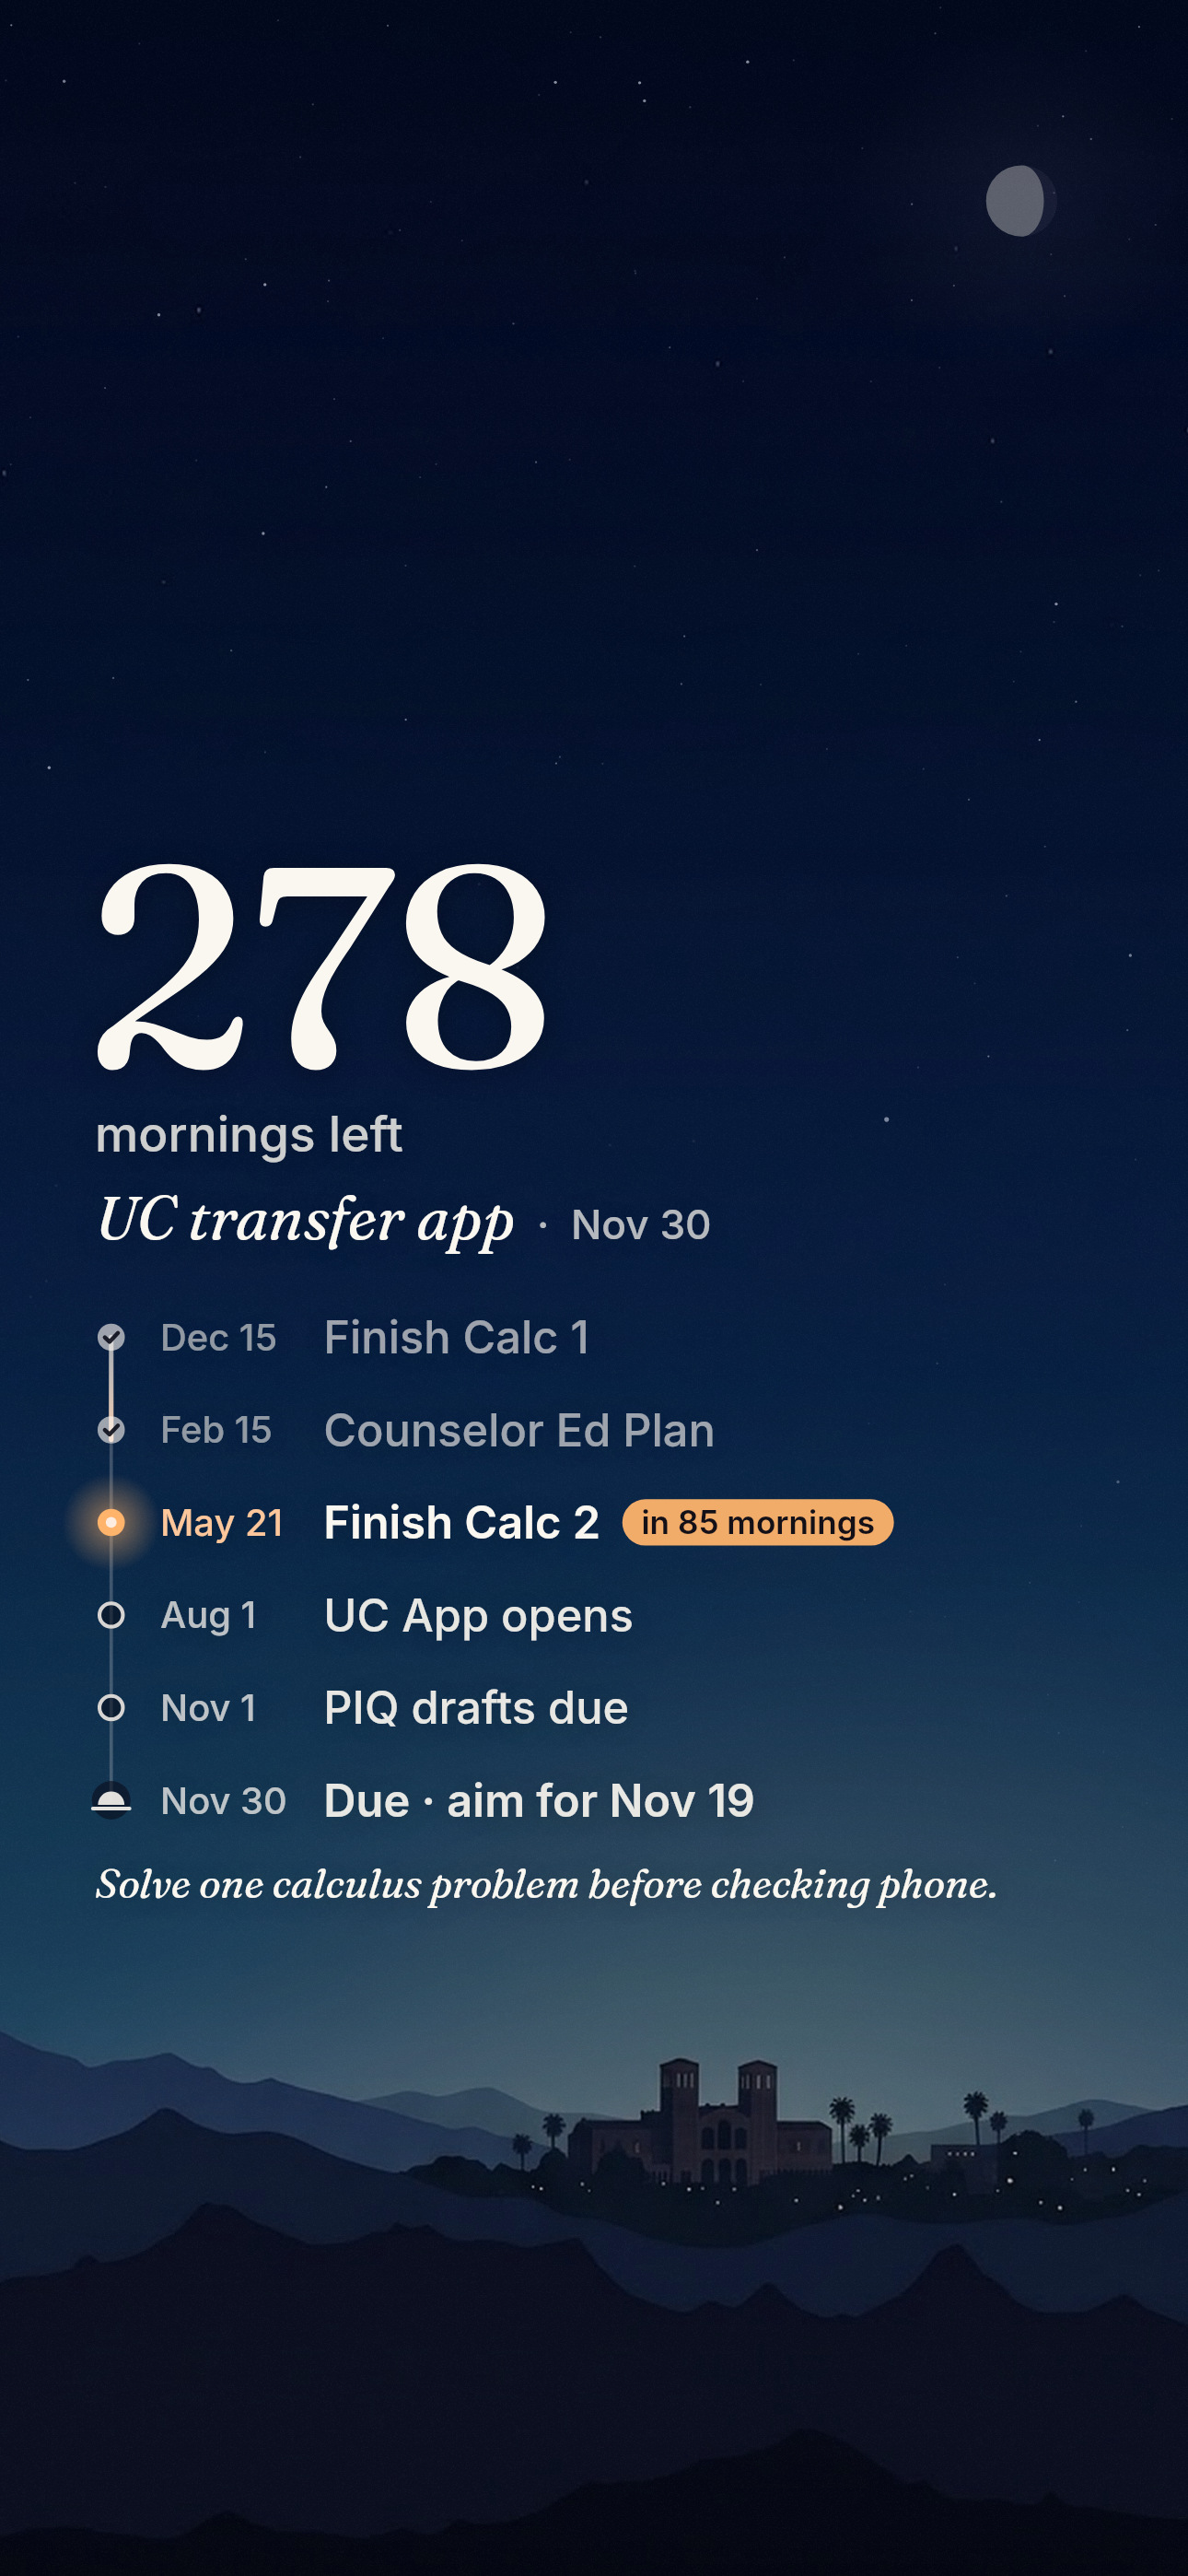 278
mornings left
UC transfer app · Nov 30
Dec 15 Finish Calc 1
Feb 15 Counselor Ed Plan
May 21 Finish Calc 2 in 85 mornings
Aug 1 UC App opens
Nov 1 PIQ drafts due
Nov 30 Due · aim for Nov 19
Solve one calculus problem before checking phone.